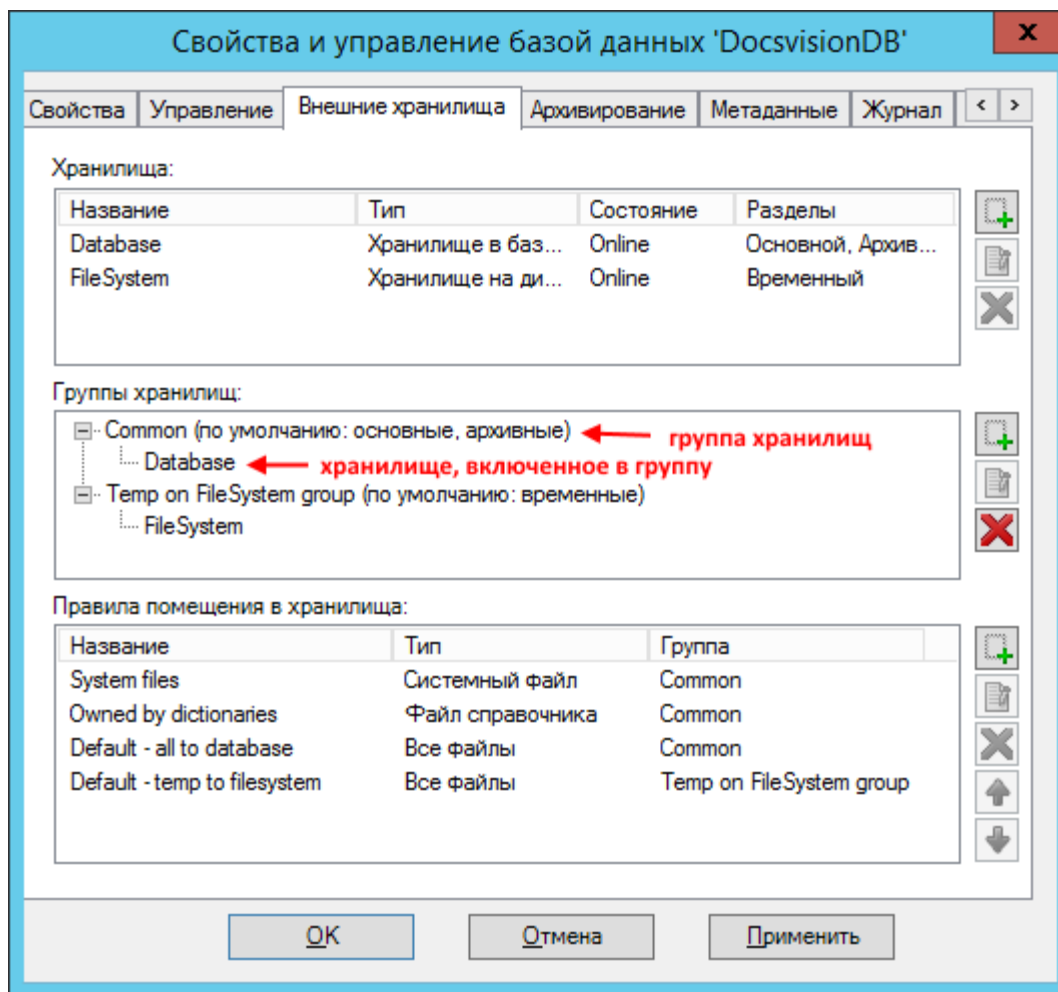 Свойства и управление базой данных 'DocsvisionDB'
x
Свойства Управление Внешние хранилища Архивирование Метаданные Журнал < >
Хранилища:
Название Тип Состояние Разделы
Database Хранилище в баз... Online Основной, Архив...
FileSystem Хранилище на ди... Online Временный
Группы хранилищ:
Common (по умолчанию: основные, архивные) группа хранилищ
Database хранилище, включенное в группу
Temp on FileSystem group (по умолчанию: временные)
FileSystem
Правила помещения в хранилища:
Название Тип Группа
System files Системный файл Common
Owned by dictionaries Файл справочника Common
Default - all to database Все файлы Common
Default - temp to filesystem Все файлы Temp on FileSystem group
OK Отмена Применить